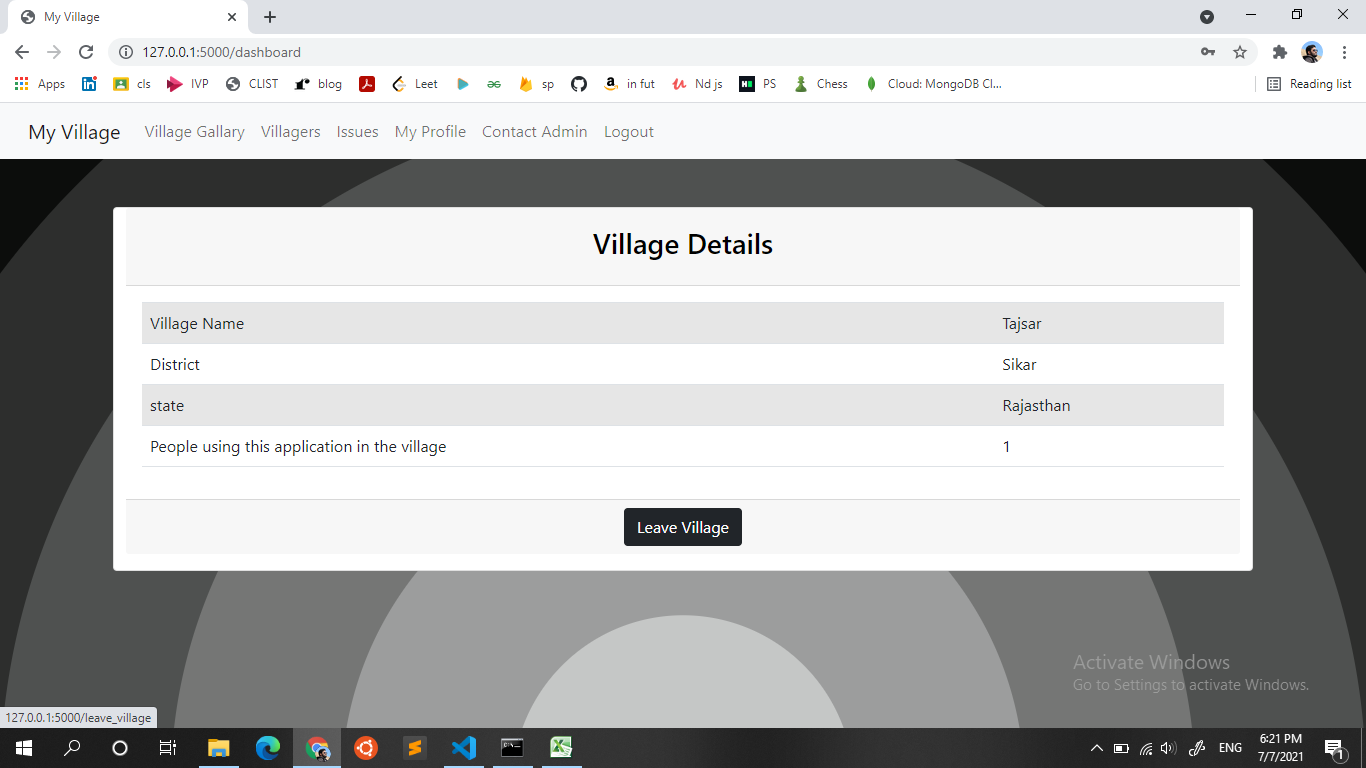 My Village
127.0.0.1:5000/dashboard
Apps cls IVP CLIST blog Leet sp in fut Nd js PS Chess Cloud: MongoDB Cl... Reading list
My Village Village Gallary Villagers Issues My Profile Contact Admin Logout
Village Details
Village Name Tajsar
District Sikar
state Rajasthan
People using this application in the village 1
Leave Village
Activate Windows
Go to Settings to activate Windows.
127.0.0.1:5000/leave_village
ENG 6:21 PM
7/7/2021 1